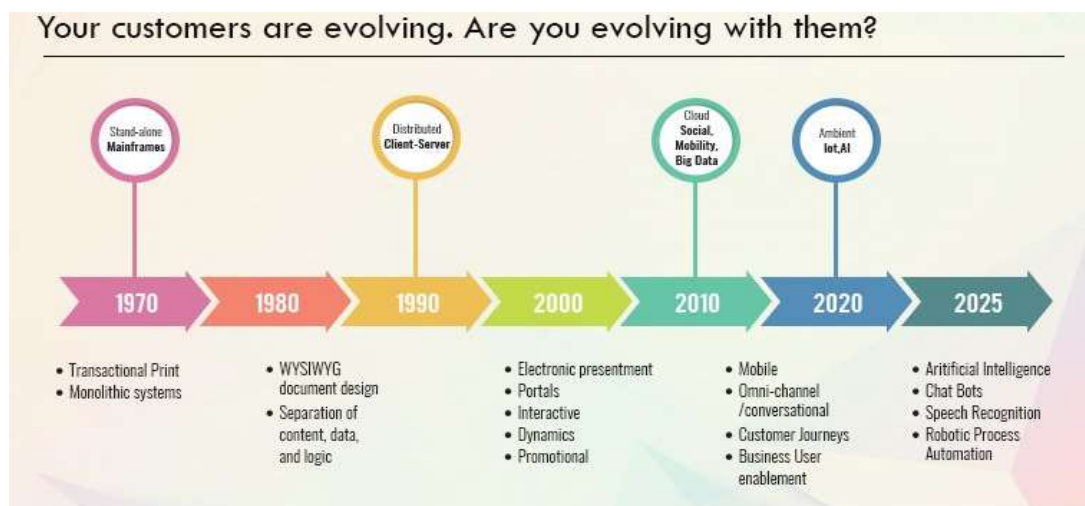 Your customers are evolving. Are you evolving with them?
Stand-alone
Mainframes
Distributed
Client-Server
Cloud
Social,
Mobility,
Big Data
Ambient
Iot,AI
1970
1980
1990
2000
2010
2020
2025
• Transactional Print
• Monolithic systems
• WYSIWYG
document design
• Separation of
content, data,
and logic
• Electronic presentment
• Portals
• Interactive
• Dynamics
• Promotional
• Mobile
• Omni-channel
/conversational
• Customer Journeys
• Business User
enablement
• Aritificial Intelligence
• Chat Bots
• Speech Recognition
• Robotic Process
Automation